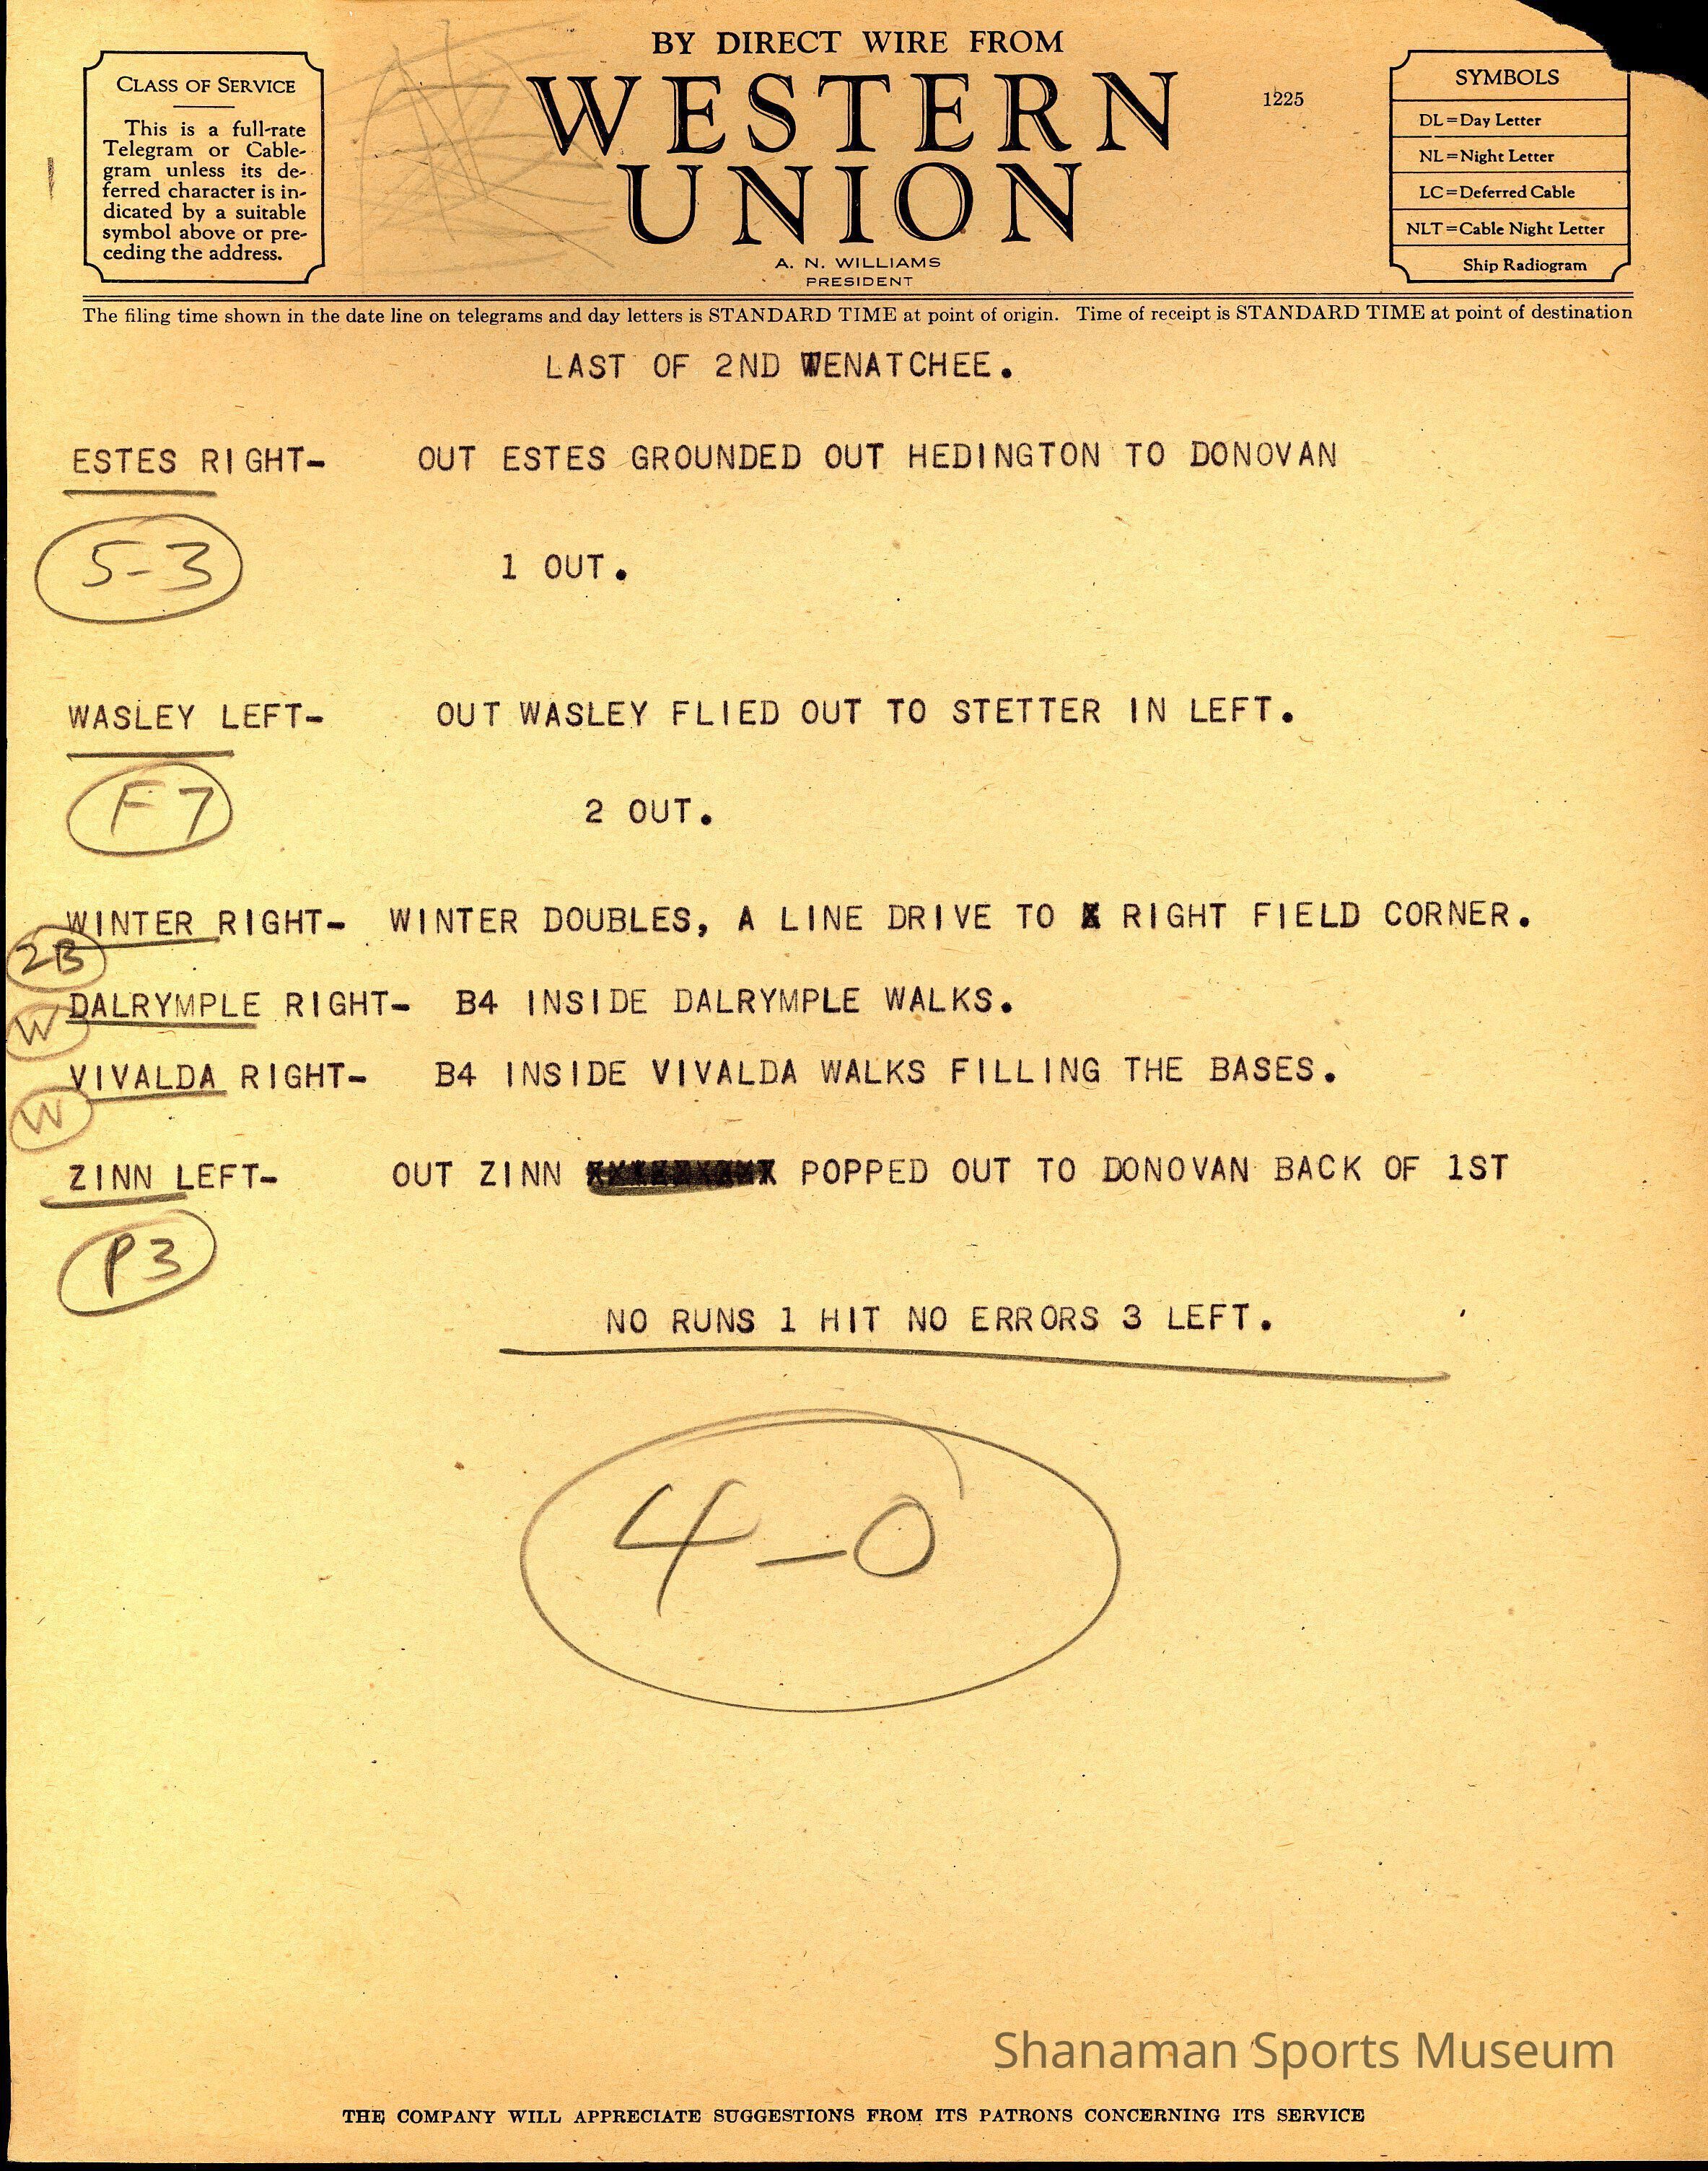 BY DIRECT WIRE FROM
WESTERN
UNION
1225
A. N. WILLIAMS
PRESIDENT
CLASS OF SERVICE
This is a full-rate
Telegram or Cable-
gram unless its de-
ferred character is in-
dicated by a suitable
symbol above or pre-
ceding the address.
SYMBOLS
DL=Day Letter
NL=Night Letter
LC=Deferred Cable
NLT=Cable Night Letter
Ship Radiogram
The filing time shown in the date line on telegrams and day letters is STANDARD TIME at point of origin. Time of receipt is STANDARD TIME at point of destination
LAST OF 2ND WENATCHEE.
ESTES RIGHT- OUT ESTES GROUNDED OUT HEDINGTON TO DONOVAN
5-3
1 OUT.
WASLEY LEFT- OUT WASLEY FLIED OUT TO STETTER IN LEFT.
F7
2 OUT.
WINTER RIGHT- WINTER DOUBLES, A LINE DRIVE TO RIGHT FIELD CORNER.
2B
DALRYMPLE RIGHT- B4 INSIDE DALRYMPLE WALKS.
W
VIVALDA RIGHT- B4 INSIDE VIVALDA WALKS FILLING THE BASES.
W
ZINN LEFT- OUT ZINN POPPED OUT TO DONOVAN BACK OF 1ST
P3
NO RUNS 1 HIT NO ERRORS 3 LEFT.
4-0
Shanaman Sports Museum
THE COMPANY WILL APPRECIATE SUGGESTIONS FROM ITS PATRONS CONCERNING ITS SERVICE